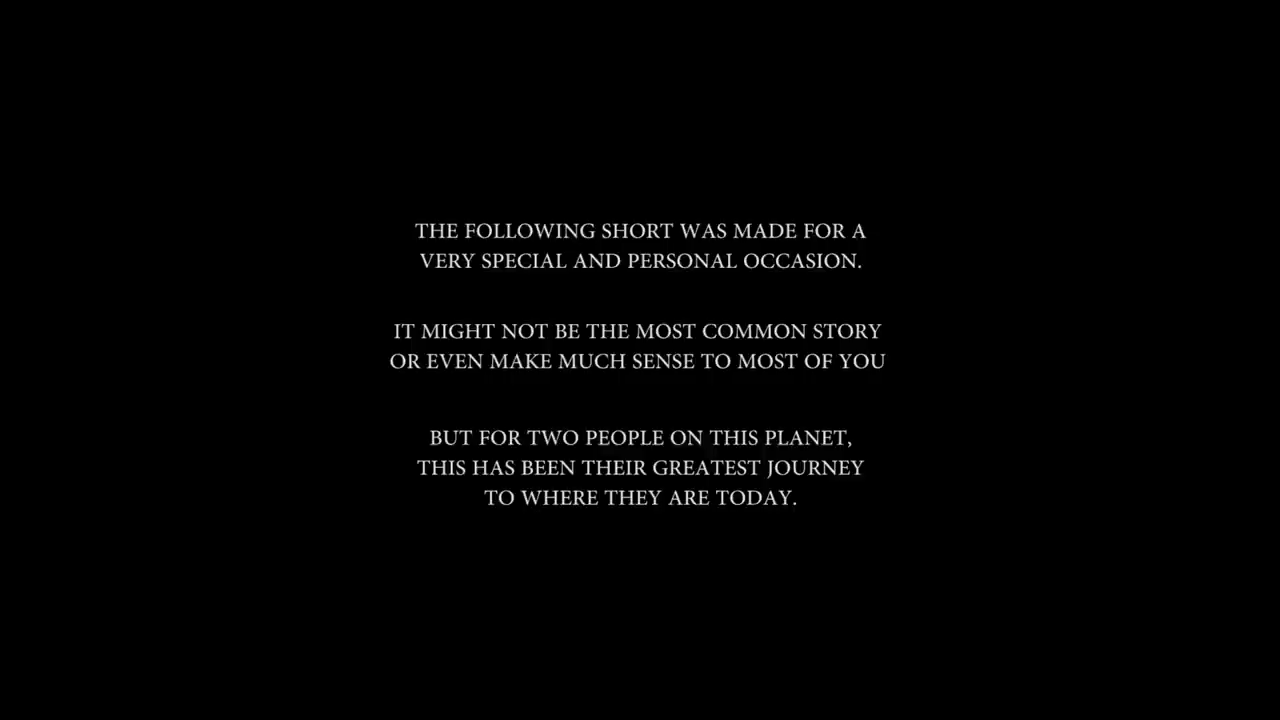 THE FOLLOWING SHORT WAS MADE FOR A
VERY SPECIAL AND PERSONAL OCCASION.
IT MIGHT NOT BE THE MOST COMMON STORY
OR EVEN MAKE MUCH SENSE TO MOST OF YOU
BUT FOR TWO PEOPLE ON THIS PLANET,
THIS HAS BEEN THEIR GREATEST JOURNEY
TO WHERE THEY ARE TODAY.